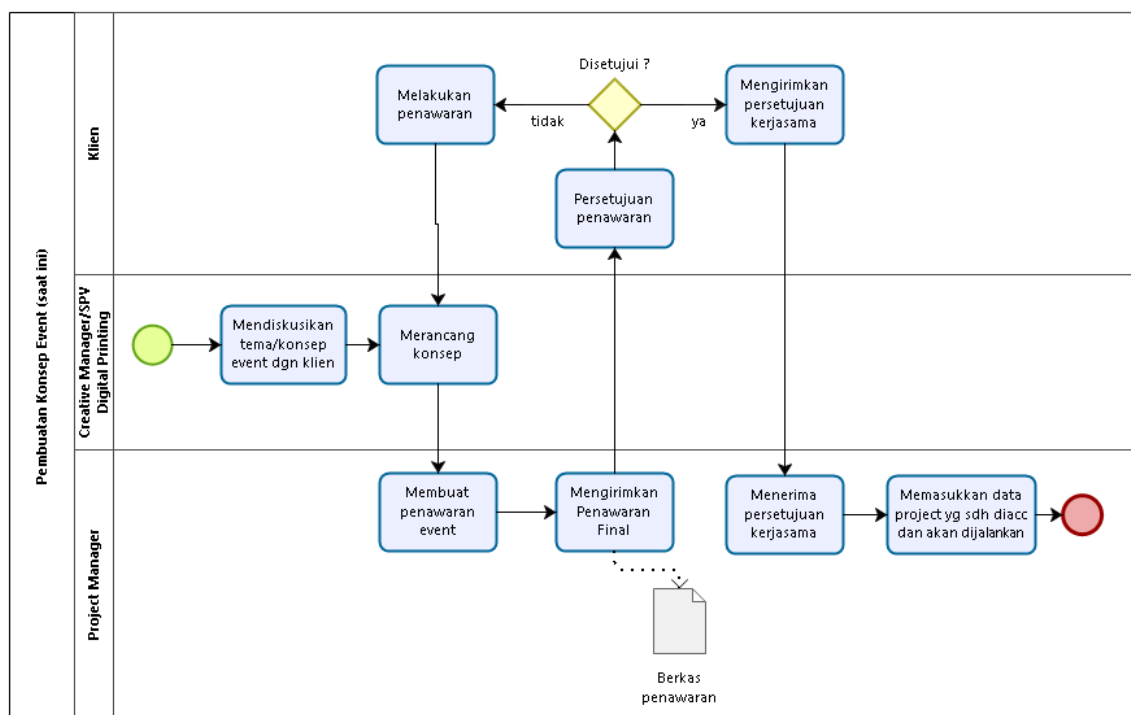 Pembuatan Konsep Event (saat ini)
Klien
Melakukan
penawaran
Disetujui ?
tidak
ya
Mengirimkan
persetujuan
kerjasama
Persetujuan
penawaran
Creative Manager/SPV
Digital Printing
Mendiskusikan
tema/konsep
event dgn klien
Merancang
konsep
Project Manager
Membuat
penawaran
event
Mengirimkan
Penawaran
Final
Menerima
persetujuan
kerjasama
Memasukkan data
project yg sdh diacc
dan akan dijalankan
Berkas
penawaran